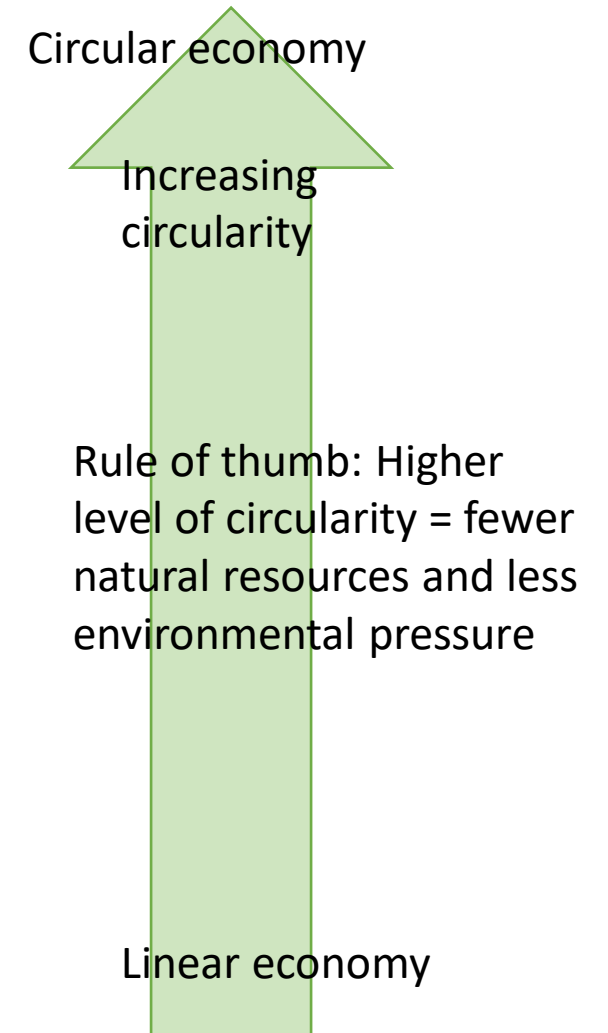 Circular economy
Increasing
circularity
Rule of thumb: Higher
level of circularity = fewer
natural resources and less
environmental pressure
Linear economy